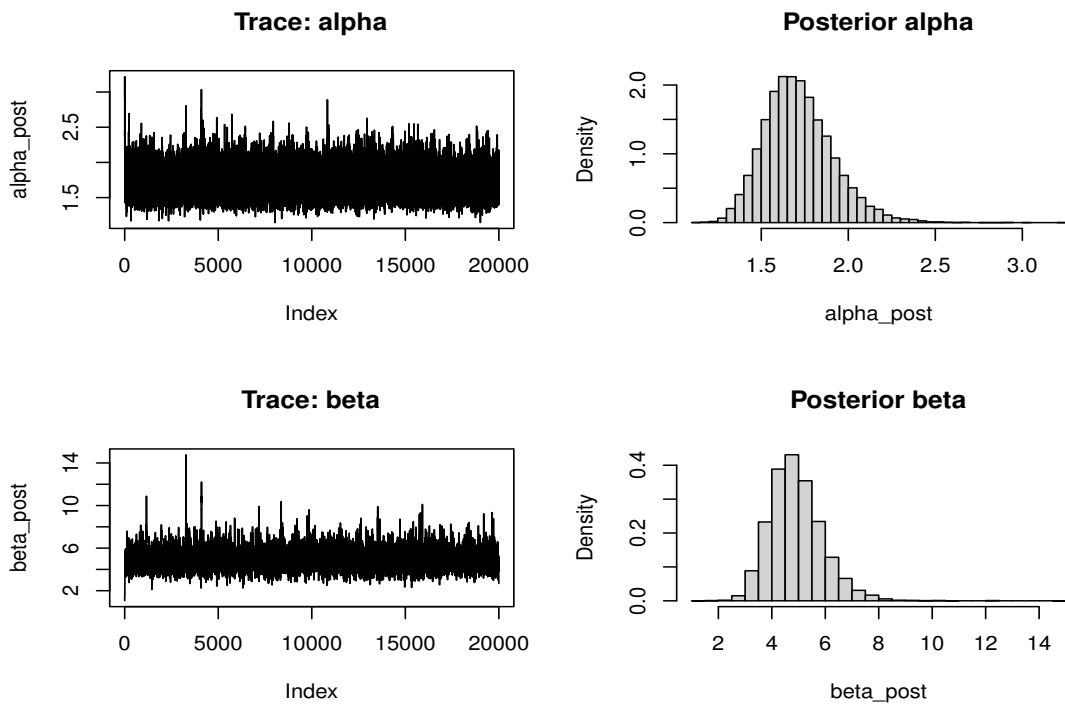 Trace: alpha
alpha_post
1.5 2.5
0 5000 10000 15000 20000
Index
Posterior alpha
Density
0.0 1.0 2.0
1.5 2.0 2.5 3.0
alpha_post
Trace: beta
beta_post
2 6 10 14
0 5000 10000 15000 20000
Index
Posterior beta
Density
0.0 0.2 0.4
2 4 6 8 10 12 14
beta_post